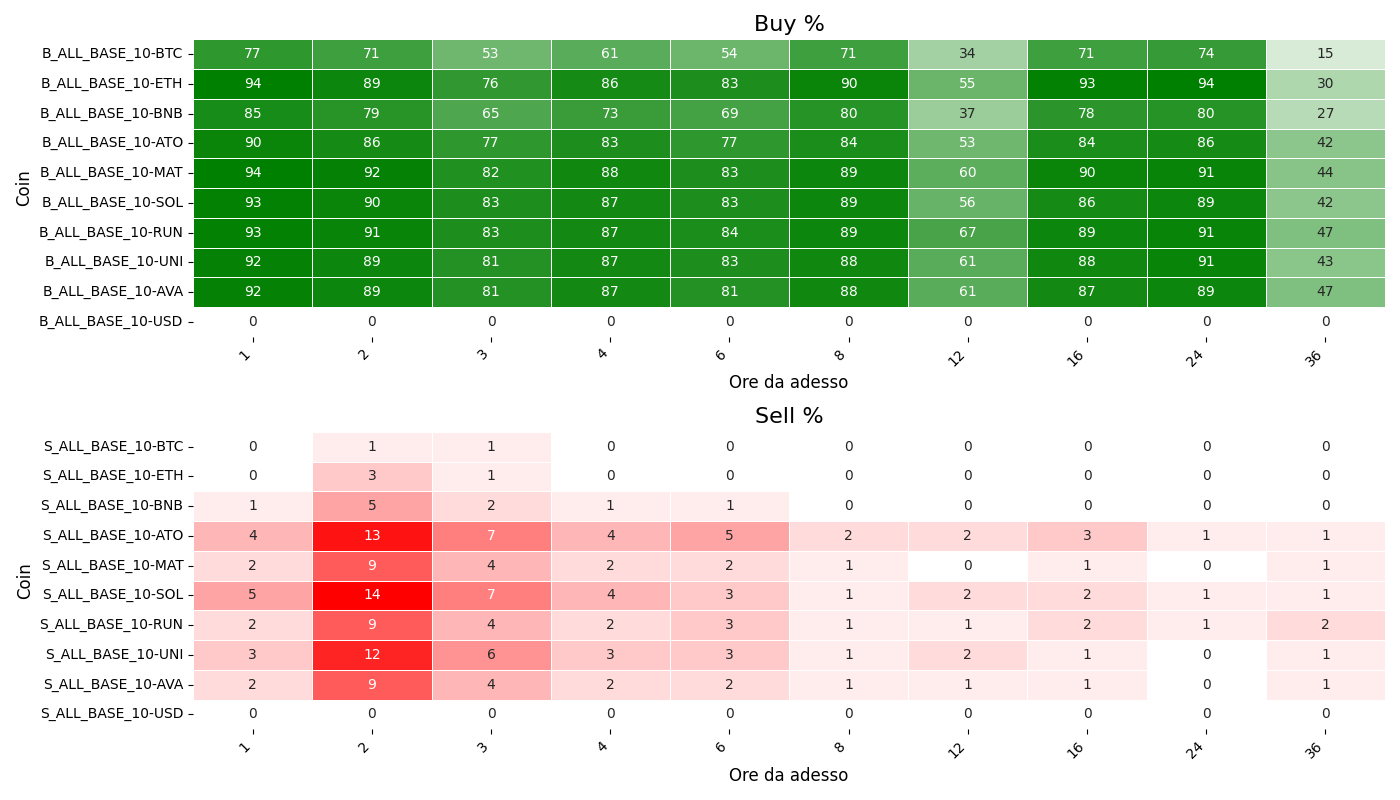 Buy %
Coin
B_ALL_BASE_10-BTC 77 71 53 61 54 71 34 71 74 15
B_ALL_BASE_10-ETH 94 89 76 86 83 90 55 93 94 30
B_ALL_BASE_10-BNB 85 79 65 73 69 80 37 78 80 27
B_ALL_BASE_10-ATO 90 86 77 83 77 84 53 84 86 42
B_ALL_BASE_10-MAT 94 92 82 88 83 89 60 90 91 44
B_ALL_BASE_10-SOL 93 90 83 87 83 89 56 86 89 42
B_ALL_BASE_10-RUN 93 91 83 87 84 89 67 89 91 47
B_ALL_BASE_10-UNI 92 89 81 87 83 88 61 88 91 43
B_ALL_BASE_10-AVA 92 89 81 87 81 88 61 87 89 47
B_ALL_BASE_10-USD 0 0 0 0 0 0 0 0 0 0
1 2 3 4 6 8 12 16 24 36
Ore da adesso
Sell %
Coin
S_ALL_BASE_10-BTC 0 1 1 0 0 0 0 0 0 0
S_ALL_BASE_10-ETH 0 3 1 0 0 0 0 0 0 0
S_ALL_BASE_10-BNB 1 5 2 1 1 0 0 0 0 0
S_ALL_BASE_10-ATO 4 13 7 4 5 2 2 3 1 1
S_ALL_BASE_10-MAT 2 9 4 2 2 1 0 1 0 1
S_ALL_BASE_10-SOL 5 14 7 4 3 1 2 2 1 1
S_ALL_BASE_10-RUN 2 9 4 2 3 1 1 2 1 2
S_ALL_BASE_10-UNI 3 12 6 3 3 1 2 1 0 1
S_ALL_BASE_10-AVA 2 9 4 2 2 1 1 1 0 1
S_ALL_BASE_10-USD 0 0 0 0 0 0 0 0 0 0
1 2 3 4 6 8 12 16 24 36
Ore da adesso